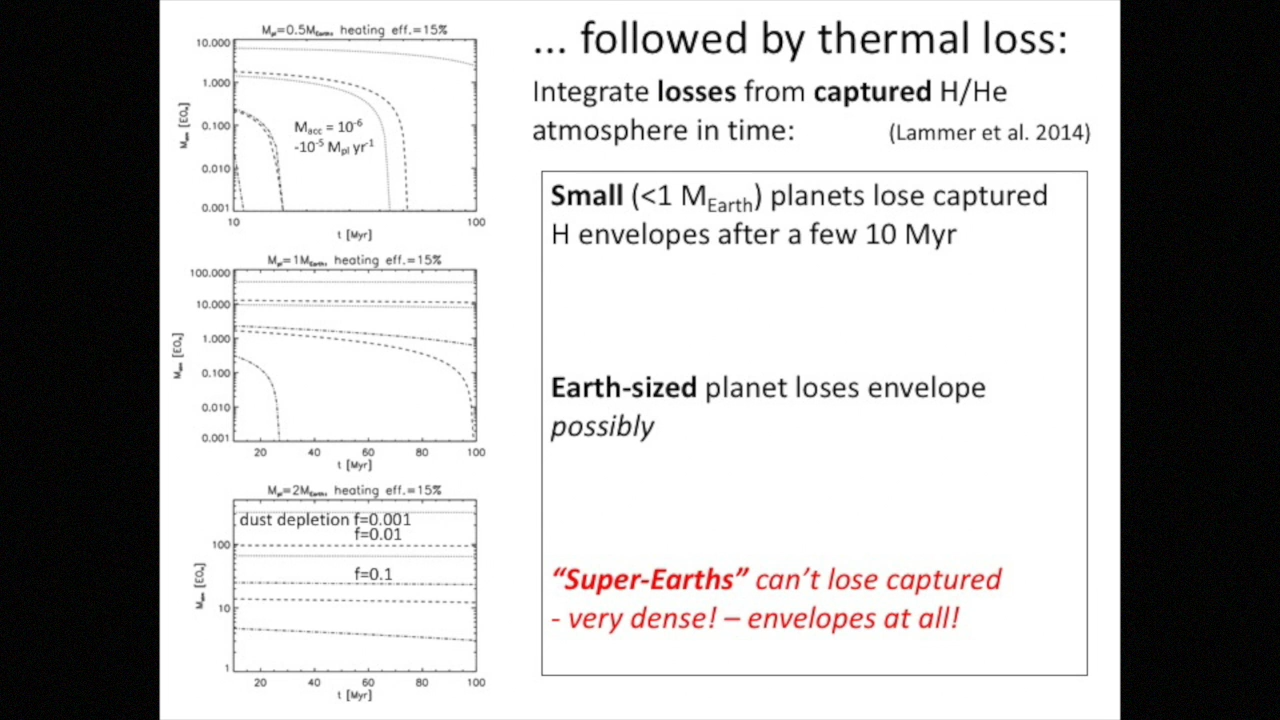 ... followed by thermal loss:
Integrate losses from captured H/He
atmosphere in time: (Lammer et al. 2014)
Small (<1 MEarth) planets lose captured
H envelopes after a few 10 Myr
Earth-sized planet loses envelope
possibly
“Super-Earths” can’t lose captured
- very dense! – envelopes at all!
Mpl=0.5MEarth, heating eff.=15%
10.000
1.000
0.100
0.010
0.001
Macc = 10-6
-10-5 Mpl yr-1
10 100
t [Myr]
Mpl=1MEarth, heating eff.=15%
100.000
10.000
1.000
0.100
0.010
0.001
20 40 60 80 100
t [Myr]
Mpl=2MEarth, heating eff.=15%
dust depletion f=0.001
f=0.01
f=0.1
100
10
1
20 40 60 80 100
t [Myr]